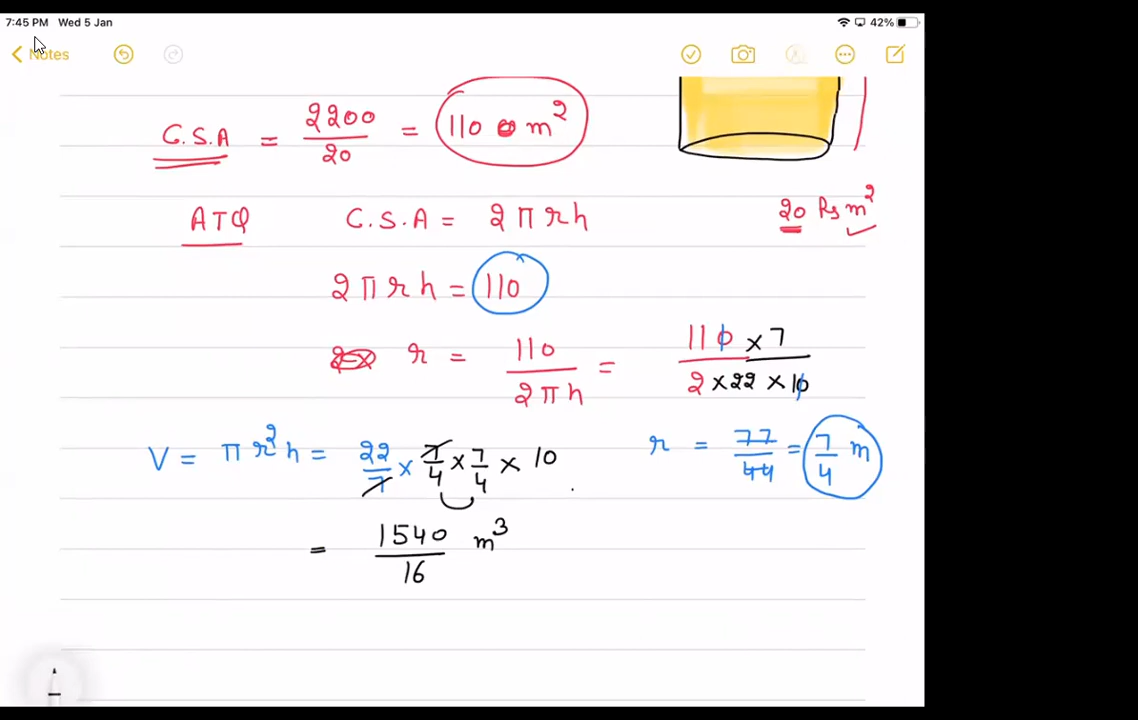 7:45 PM Wed 5 Jan 42%
Notes
C.S.A = 2200/20 = 110 m²
ATQ C.S.A = 2πrh 20 Rs m²
2πrh = 110
r = 110/2πh = 110 × 7/2 × 22 × 10
V = πr²h = 22/7 × 7/4 × 7/4 × 10 r = 77/44 = 7/4 m
= 1540/16 m³